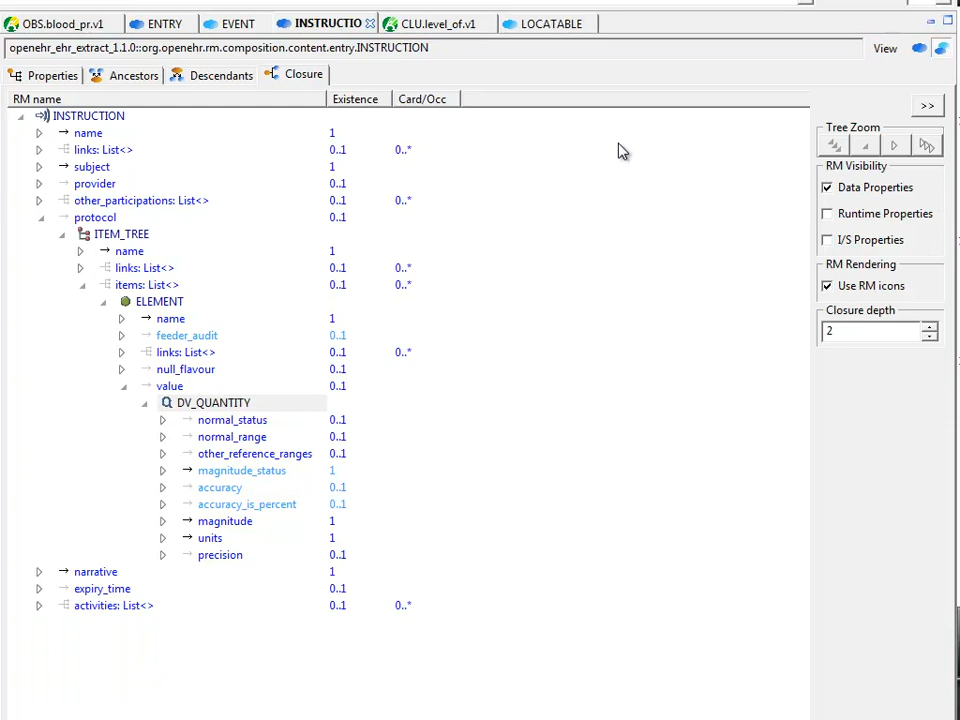 OBS.blood_pr.v1 ENTRY EVENT INSTRUCTIO CLU.level_of.v1 LOCATABLE
openehr_ehr_extract_1.1.0::org.openehr.rm.composition.content.entry.INSTRUCTION View
Properties Ancestors Descendants Closure
RM name Existence Card/Occ
>>
INSTRUCTION
name 1
links: List<> 0..1 0..*
subject 1
provider 0..1
other_participations: List<> 0..1 0..*
protocol 0..1
ITEM_TREE
name 1
links: List<> 0..1 0..*
items: List<> 0..1 0..*
ELEMENT
name 1
feeder_audit 0..1
links: List<> 0..1 0..*
null_flavour 0..1
value 0..1
DV_QUANTITY
normal_status 0..1
normal_range 0..1
other_reference_ranges 0..1
magnitude_status 1
accuracy 0..1
accuracy_is_percent 0..1
magnitude 1
units 1
precision 0..1
narrative 1
expiry_time 0..1
activities: List<> 0..1 0..*
Tree Zoom
RM Visibility
Data Properties
Runtime Properties
I/S Properties
RM Rendering
Use RM icons
Closure depth
2